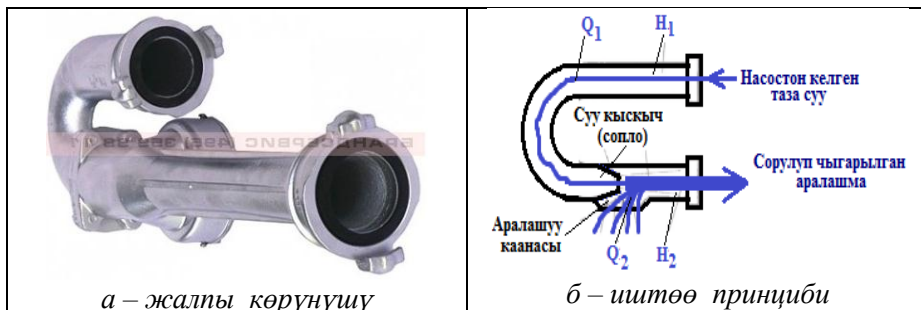 Q1
H1
Насостон келген
таза суу
Суу кыскыч
(сопло)
Сорулуп чыгарылган
аралашма
Аралашуу
каанасы
Q2
H2
а – жалпы көрүнүшү
б – иштөө принциби